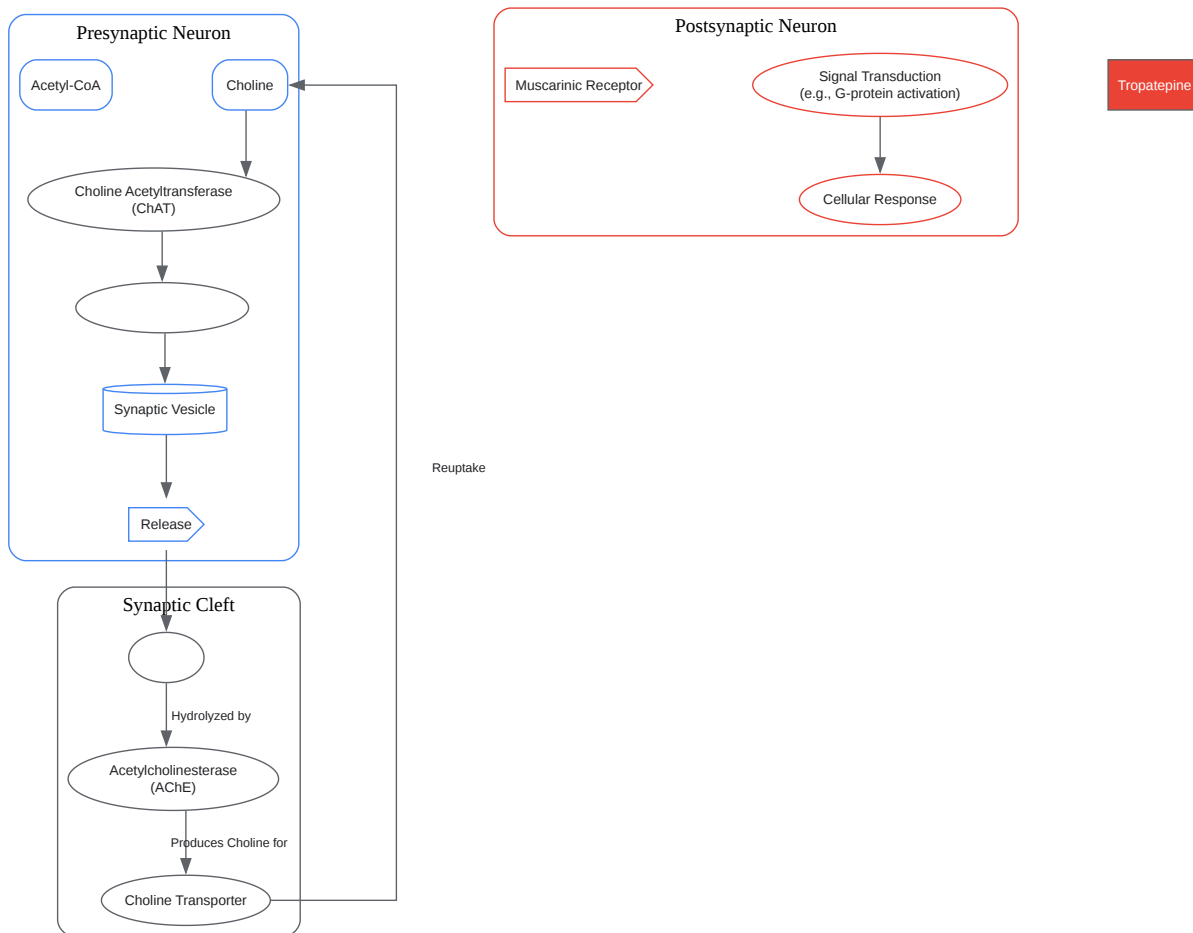 Presynaptic Neuron
Acetyl-CoA
Choline
Choline Acetyltransferase
(ChAT)
Synaptic Vesicle
Release
Synaptic Cleft
Hydrolyzed by
Acetylcholinesterase
(AChE)
Produces Choline for
Choline Transporter
Reuptake
Postsynaptic Neuron
Muscarinic Receptor
Signal Transduction
(e.g., G-protein activation)
Cellular Response
Tropatepine